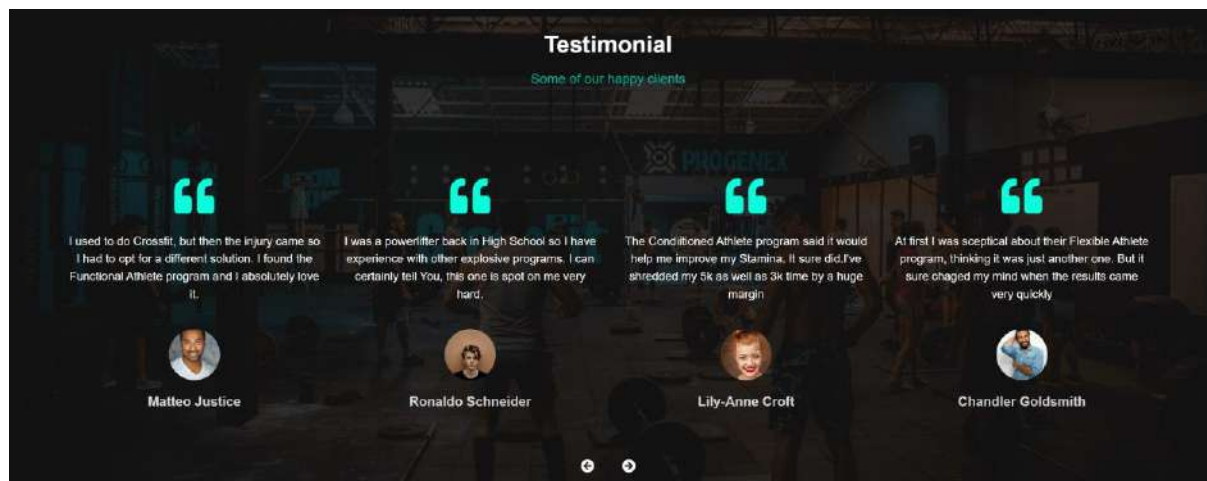 Testimonial
Some of our happy clients
PROGENEX
I used to do Crossfit, but then the injury came so
I had to opt for a different solution. I found the
Functional Athlete program and I absolutely love
it.
Matteo Justice
I was a powerlifter back in High School so I have
experience with other explosive programs. I can
certainly tell You, this one is spot on me very
hard.
Ronaldo Schneider
The Conditioned Athlete program said it would
help me improve my Stamina. It sure did.I've
shredded my 5k as well as 3k time by a huge
margin
Lily-Anne Croft
At first I was sceptical about their Flexible Athlete
program, thinking it was just another one. But it
sure chaged my mind when the results came
very quickly
Chandler Goldsmith